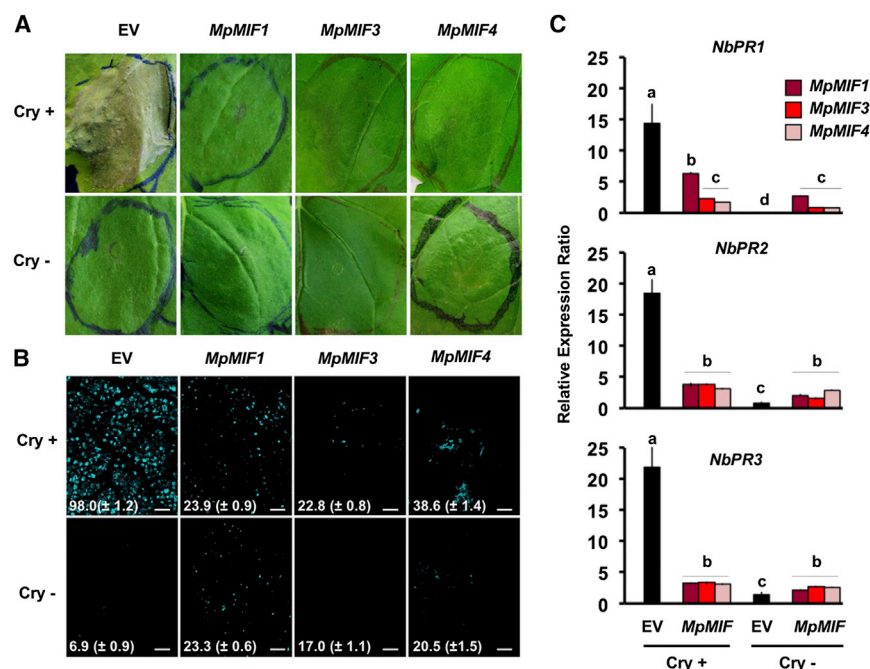 A
EV MpMIF1 MpMIF3 MpMIF4
Cry +
Cry -
B
EV MpMIF1 MpMIF3 MpMIF4
Cry +
98.0(± 1.2) 23.9 (± 0.9) 22.8 (± 0.8) 38.6 (± 1.4)
Cry -
6.9 (± 0.9) 23.3 (± 0.6) 17.0 (± 1.1) 20.5 (±1.5)
C
Relative Expression Ratio
NbPR1
MpMIF1
MpMIF3
MpMIF4
25
20
15
10
5
0
a
b
c
d
c
NbPR2
25
20
15
10
5
0
a
b
c
b
NbPR3
25
20
15
10
5
0
a
b
c
b
EV MpMIF EV MpMIF
Cry + Cry -